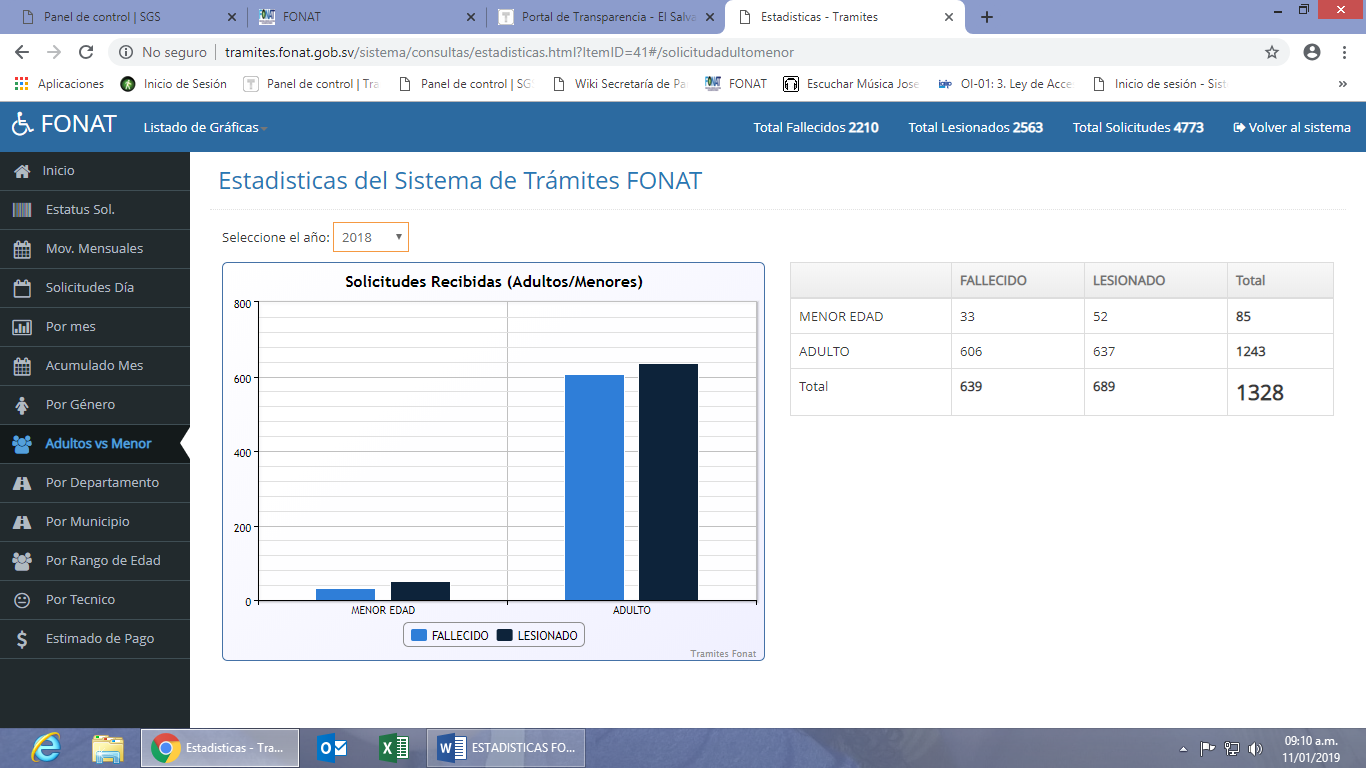 Panel de control | SGS
FONAT
Portal de Transparencia - El Salva
Estadisticas - Tramites
No seguro | tramites.fonat.gob.sv/sistema/consultas/estadisticas.html?ItemID=41#/solicitudadultomenor
Aplicaciones
Inicio de Sesión
Panel de control | Tra
Panel de control | SG
Wiki Secretaría de Pa
FONAT
Escuchar Música Jose
OI-01: 3. Ley de Acce
Inicio de sesión - Sist
FONAT
Listado de Gráficas
Total Fallecidos 2210
Total Lesionados 2563
Total Solicitudes 4773
Volver al sistema
Inicio
Estatus Sol.
Mov. Mensuales
Solicitudes Día
Por mes
Acumulado Mes
Por Género
Adultos vs Menor
Por Departamento
Por Municipio
Por Rango de Edad
Por Tecnico
Estimado de Pago
Estadisticas del Sistema de Trámites FONAT
Seleccione el año: 2018
Solicitudes Recibidas (Adultos/Menores)
800
600
400
200
0
MENOR EDAD ADULTO
FALLECIDO LESIONADO
Tramites Fonat
FALLECIDO LESIONADO Total
MENOR EDAD 33 52 85
ADULTO 606 637 1243
Total 639 689 1328
Estadisticas - Tra...
ESTADISTICAS FO...
09:10 a.m.
11/01/2019